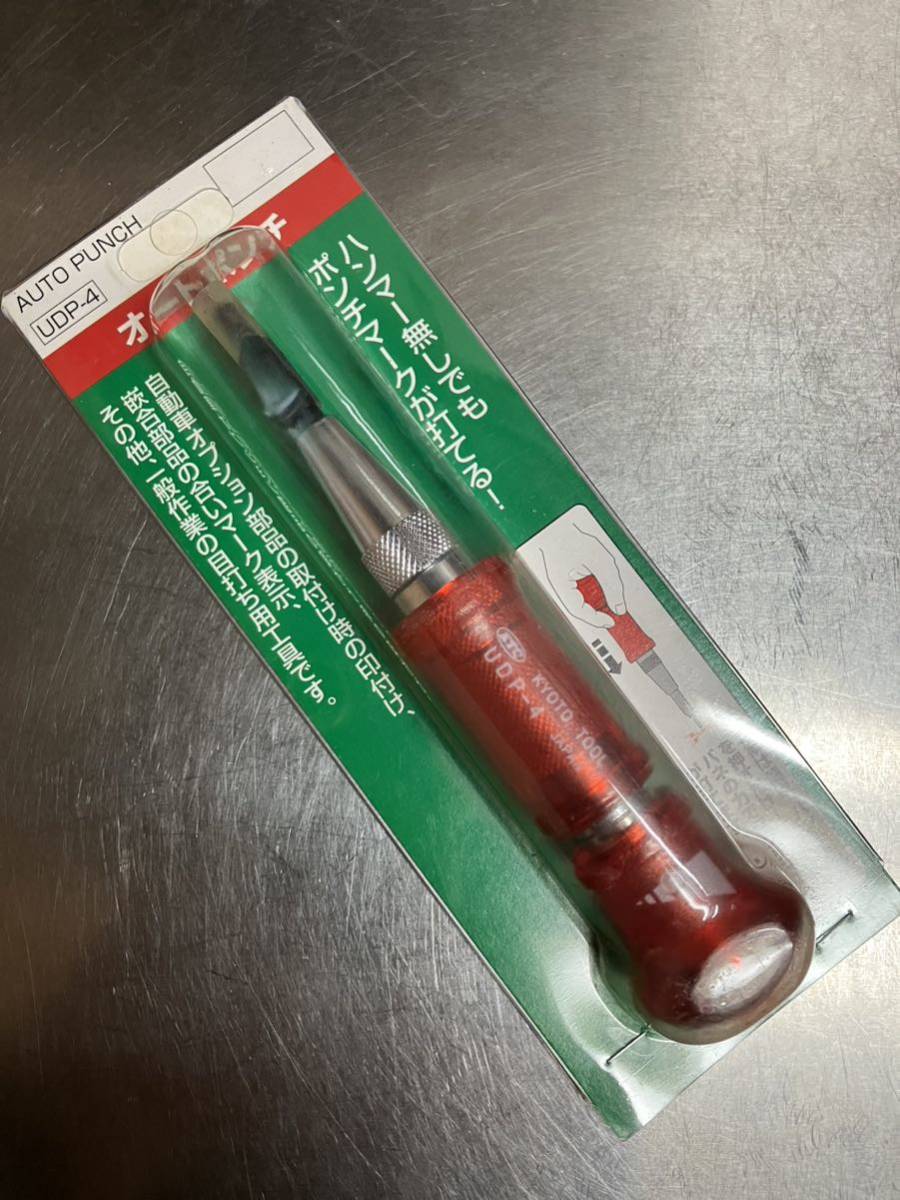 AUTO PUNCH
UDP-4
オートポンチ
ハンマー無しでも
ポンチマークが打てる!
自動車オプション部品の取付け時の印付け、
嵌合部品の合いマーク表示、
その他、一般作業の目打ち用工具です。
KYOTO TOOL
UDP-4 JAPAN